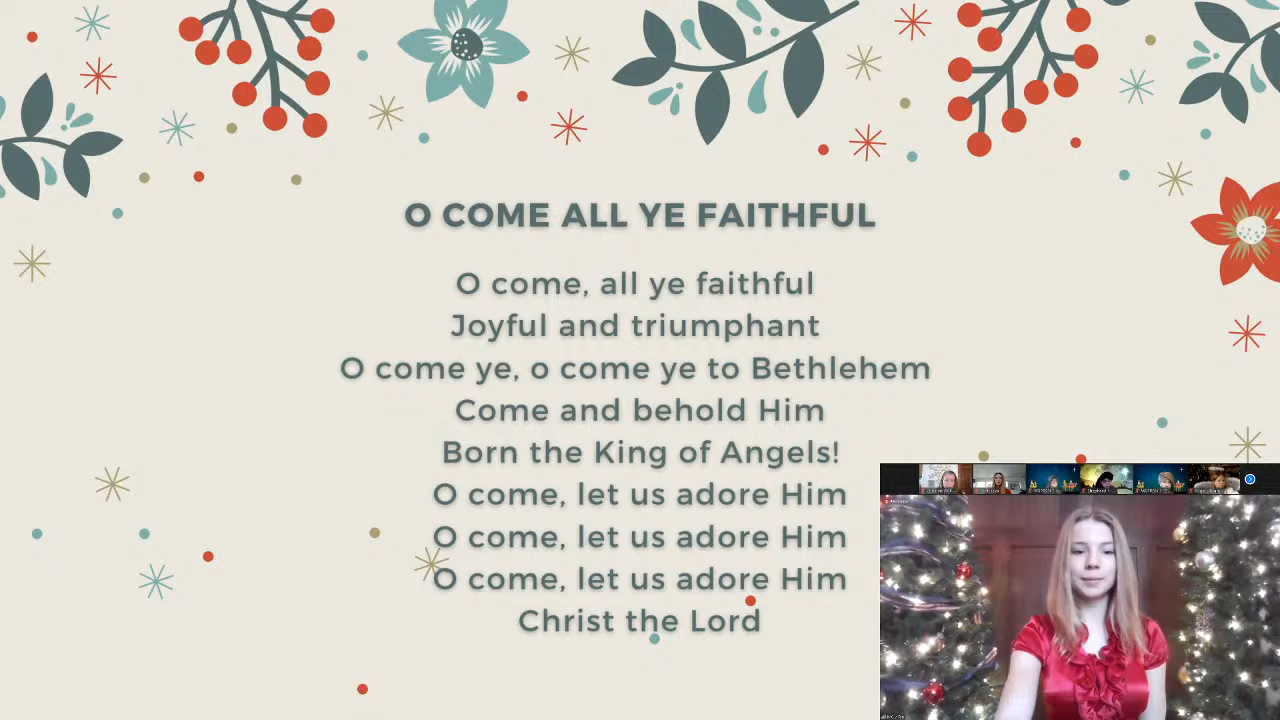 O COME ALL YE FAITHFUL
O come, all ye faithful
Joyful and triumphant
O come ye, o come ye to Bethlehem
Come and behold Him
Born the King of Angels!
O come, let us adore Him
O come, let us adore Him
O come, let us adore Him
Christ the Lord